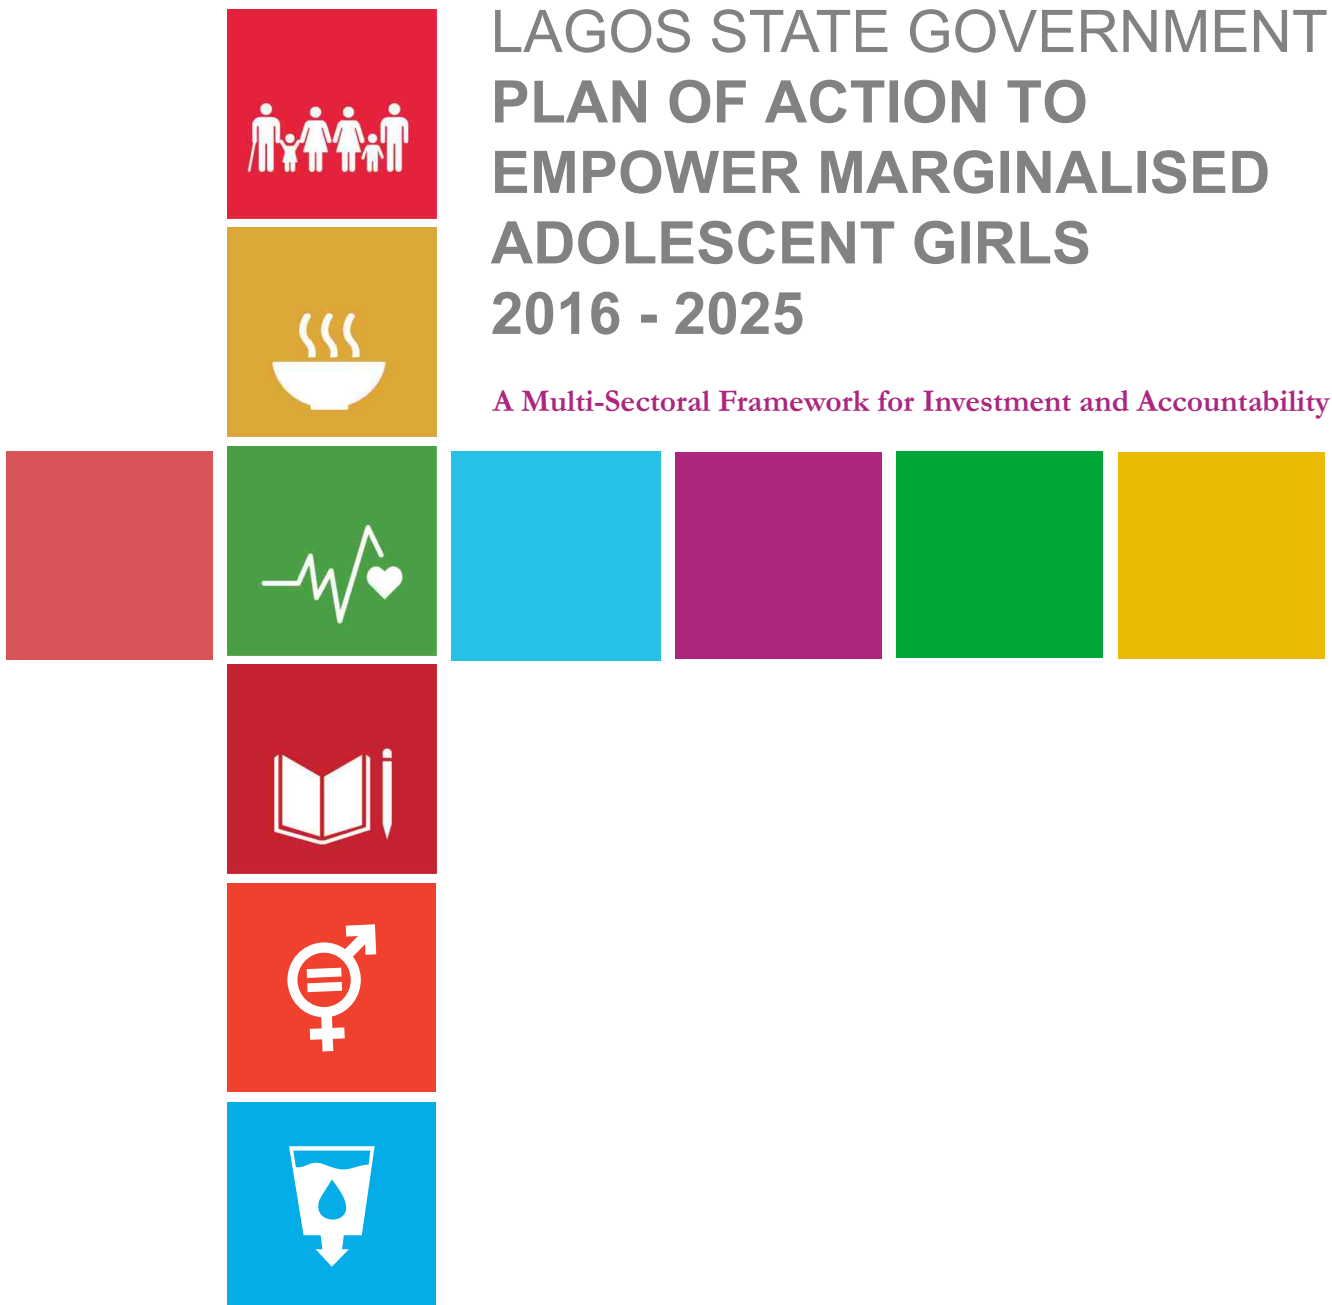 LAGOS STATE GOVERNMENT
PLAN OF ACTION TO
EMPOWER MARGINALISED
ADOLESCENT GIRLS
2016 - 2025
A Multi-Sectoral Framework for Investment and Accountability